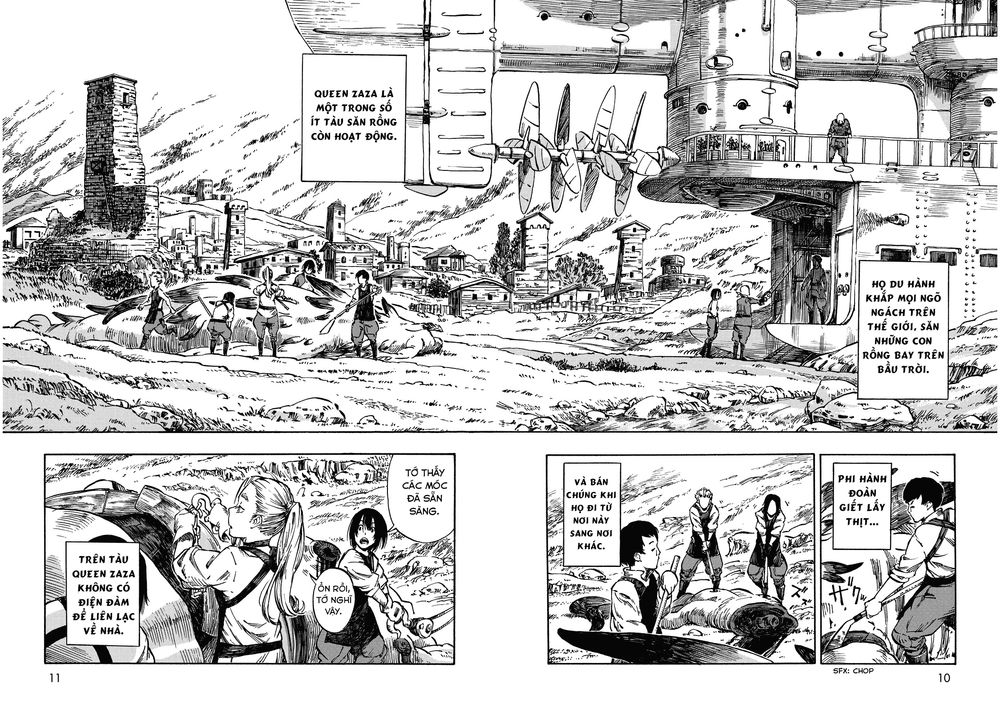 QUEEN ZAZA LÀ
MỘT TRONG SỐ
ÍT TÀU SĂN RỒNG
CÒN HOẠT ĐỘNG.
HỌ DU HÀNH
KHẮP MỌI NGÕ
NGÁCH TRÊN
THẾ GIỚI, SĂN
NHỮNG CON
RỒNG BAY TRÊN
BẦU TRỜI.
PHI HÀNH
ĐOÀN
GIẾT LẤY
THỊT...
ザグッ
SFX: CHOP
VÀ BÁN
CHÚNG KHI
HỌ ĐI TỪ
NƠI NÀY
SANG NƠI
KHÁC.
TỚ THẤY
CÁC MÓC
ĐÃ SẴN
SÀNG.
ỔN RỒI,
TỚ NGHĨ
VẬY.
TRÊN TÀU
QUEEN ZAZA
KHÔNG CÓ
ĐIỆN ĐÀM
ĐỂ LIÊN LẠC
VỀ NHÀ.
11
10